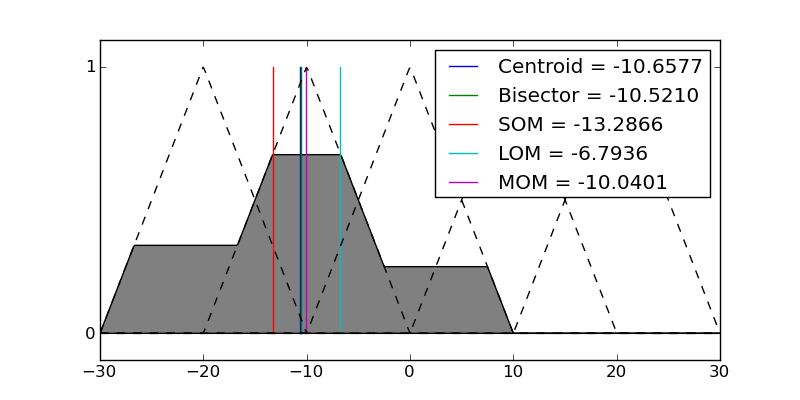 1
Centroid = -10.6577
Bisector = -10.5210
SOM = -13.2866
LOM = -6.7936
MOM = -10.0401
0
−30 −20 −10 0 10 20 30